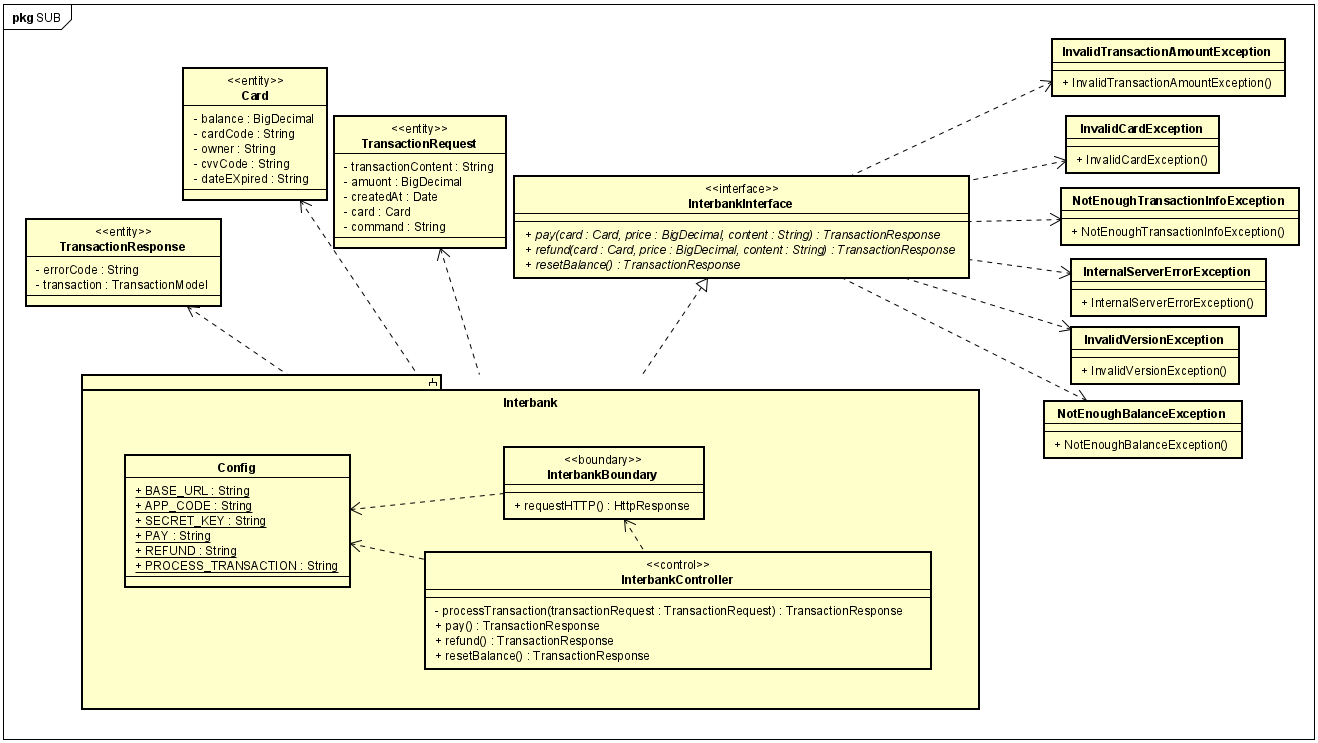 pkg SUB
<<entity>>
Card
- balance : BigDecimal
- cardCode : String
- owner : String
- cvvCode : String
- dateEXpired : String
<<entity>>
TransactionRequest
- transactionContent : String
- amuont : BigDecimal
- createdAt : Date
- card : Card
- command : String
<<entity>>
TransactionResponse
- errorCode : String
- transaction : TransactionModel
<<interface>>
InterbankInterface
+ pay(card : Card, price : BigDecimal, content : String) : TransactionResponse
+ refund(card : Card, price : BigDecimal, content : String) : TransactionResponse
+ resetBalance() : TransactionResponse
InvalidTransactionAmountException
+ InvalidTransactionAmountException()
InvalidCardException
+ InvalidCardException()
NotEnoughTransactionInfoException
+ NotEnoughTransactionInfoException()
InternalServerErrorException
+ InternalServerErrorException()
InvalidVersionException
+ InvalidVersionException()
NotEnoughBalanceException
+ NotEnoughBalanceException()
Interbank
Config
+ BASE_URL : String
+ APP_CODE : String
+ SECRET_KEY : String
+ PAY : String
+ REFUND : String
+ PROCESS_TRANSACTION : String
<<boundary>>
InterbankBoundary
+ requestHTTP() : HttpResponse
<<control>>
InterbankController
- processTransaction(transactionRequest : TransactionRequest) : TransactionResponse
+ pay() : TransactionResponse
+ refund() : TransactionResponse
+ resetBalance() : TransactionResponse